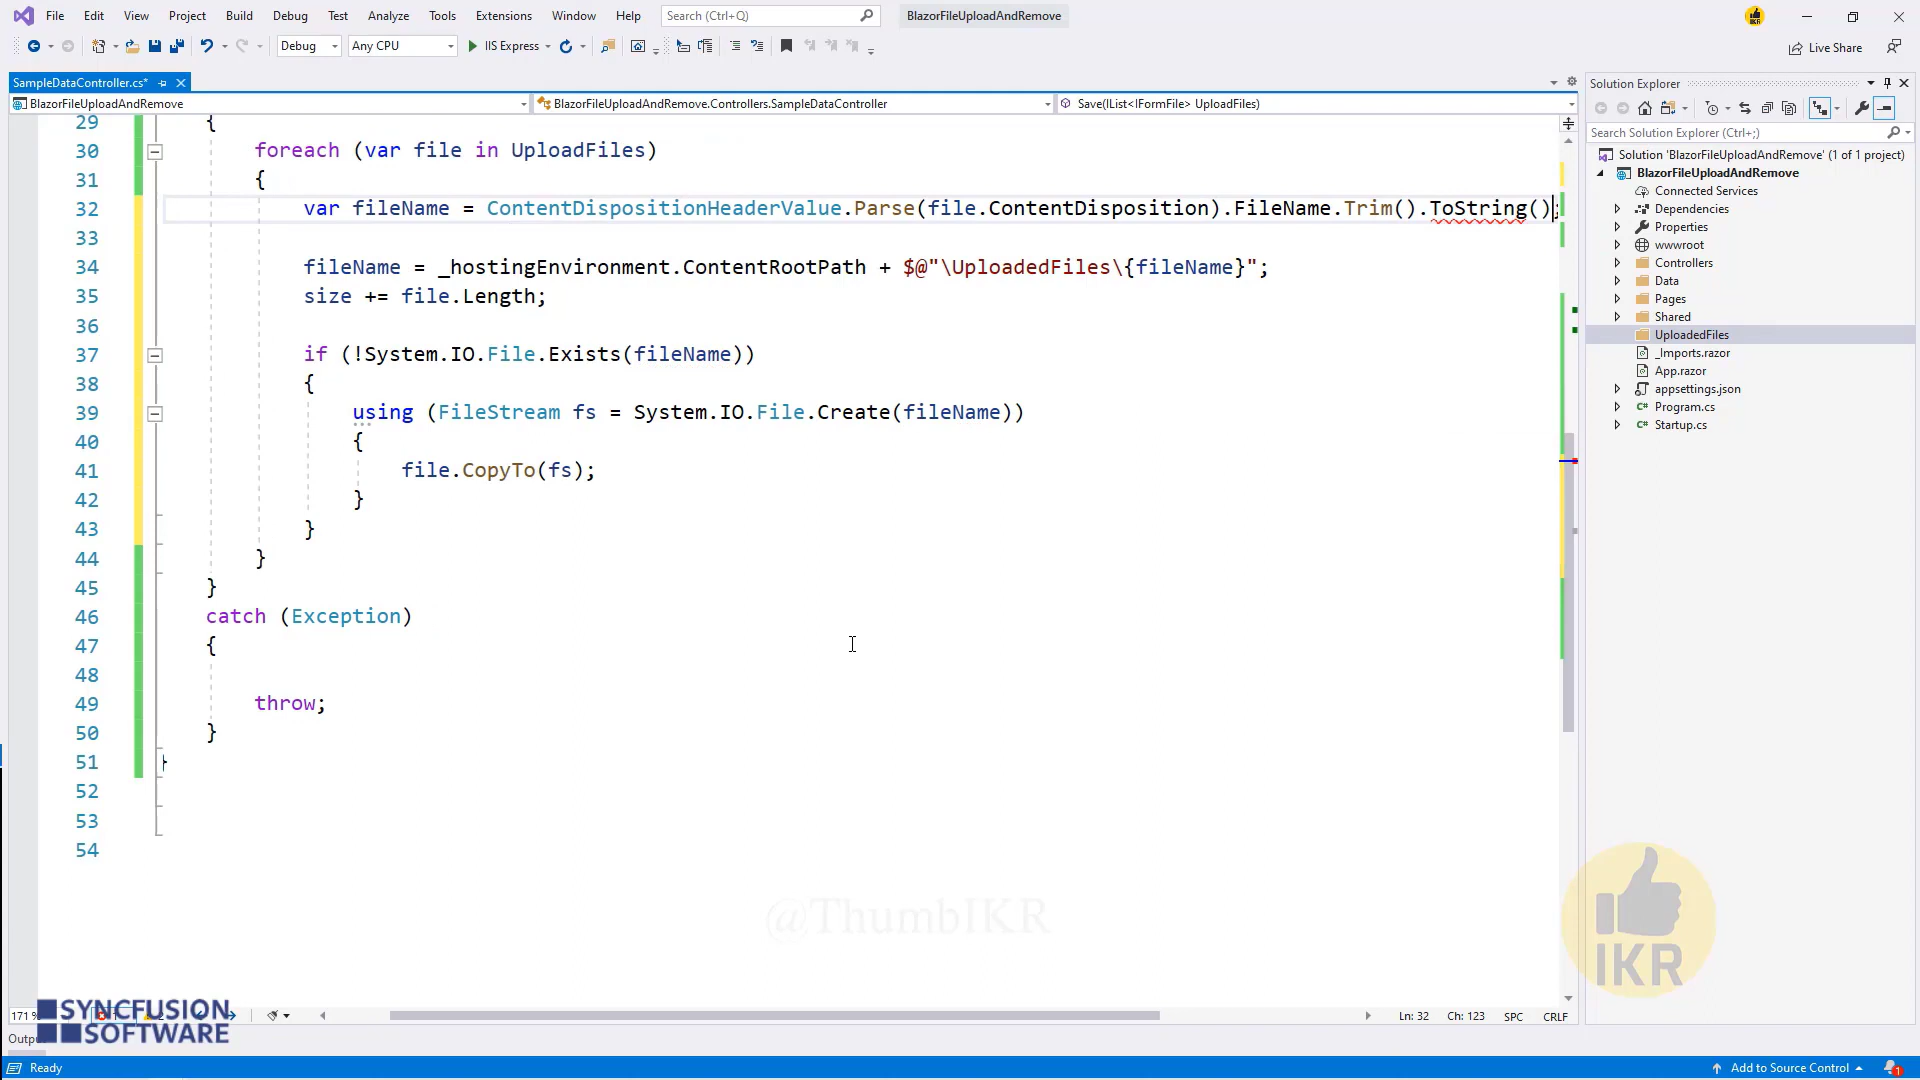 File Edit View Project Build Debug Test Analyze Tools Extensions Window Help Search (Ctrl+Q) BlazorFileUploadAndRemove
Debug Any CPU IIS Express Live Share
SampleDataController.cs*
BlazorFileUploadAndRemove BlazorFileUploadAndRemove.Controllers.SampleDataController Save(IList<IFormFile> UploadFiles)
29 {
30 foreach (var file in UploadFiles)
31 {
32 var fileName = ContentDispositionHeaderValue.Parse(file.ContentDisposition).FileName.Trim().ToString();
33
34 fileName = _hostingEnvironment.ContentRootPath + $@"\UploadedFiles\{fileName}";
35 size += file.Length;
36
37 if (!System.IO.File.Exists(fileName))
38 {
39 using (FileStream fs = System.IO.File.Create(fileName))
40 {
41 file.CopyTo(fs);
42 }
43 }
44 }
45 }
46 catch (Exception)
47 {
48
49 throw;
50 }
51 }
52
53
54
Solution Explorer
Search Solution Explorer (Ctrl+;)
Solution 'BlazorFileUploadAndRemove' (1 of 1 project)
BlazorFileUploadAndRemove
Connected Services
Dependencies
Properties
wwwroot
Controllers
Data
Pages
Shared
UploadedFiles
_Imports.razor
App.razor
appsettings.json
Program.cs
Startup.cs
@ThumbIKR
IKR
SYNCFUSION
SOFTWARE
171 %
Ln: 32 Ch: 123 SPC CRLF
Ready Add to Source Control 1